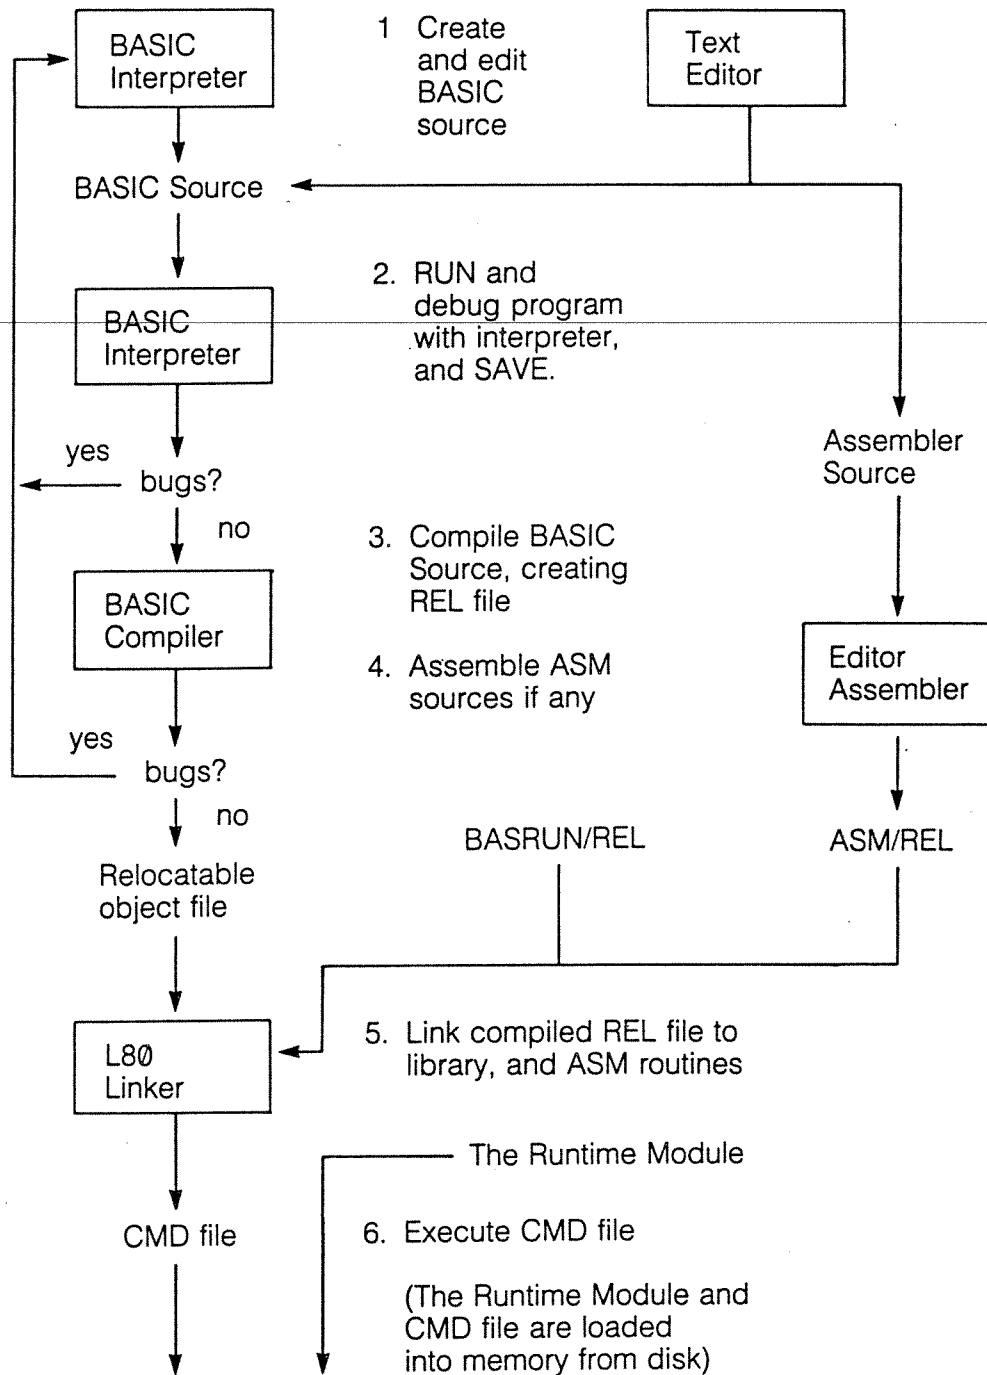 BASIC
Interpreter
1 Create
and edit
BASIC
source
Text
Editor
BASIC Source
BASIC
Interpreter
2. RUN and
debug program
with interpreter,
and SAVE.
Assembler
Source
yes
bugs?
no
3. Compile BASIC
Source, creating
REL file
BASIC
Compiler
4. Assemble ASM
sources if any
Editor
Assembler
yes
bugs?
no
BASRUN/REL
ASM/REL
Relocatable
object file
L80
Linker
5. Link compiled REL file to
library, and ASM routines
The Runtime Module
CMD file
6. Execute CMD file
(The Runtime Module and
CMD file are loaded
into memory from disk)